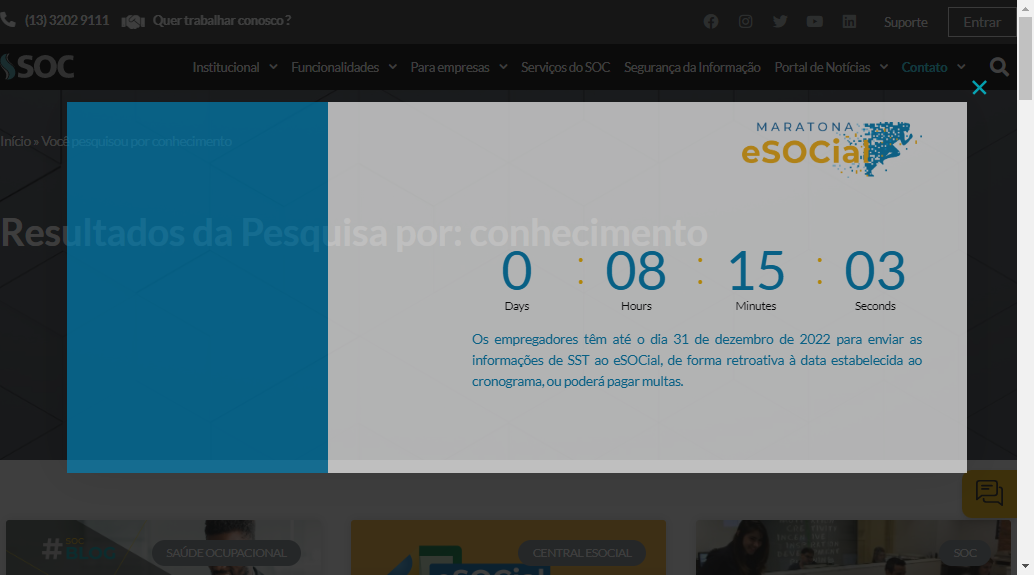 (13) 3202 9111 Quer trabalhar conosco ? Suporte Entrar
SOC Institucional Funcionalidades Para empresas Serviços do SOC Segurança da Informação Portal de Notícias Contato
Início » Você pesquisou por conhecimento
MARATONA
eSOCial
Resultados da Pesquisa por: conhecimento
0 : 08 : 15 : 03
Days Hours Minutes Seconds
Os empregadores têm até o dia 31 de dezembro de 2022 para enviar as
informações de SST ao eSOCial, de forma retroativa à data estabelecida ao
cronograma, ou poderá pagar multas.
# SOC
BLOG
SAÚDE OCUPACIONAL CENTRAL ESOCIAL SOC
eSOCial